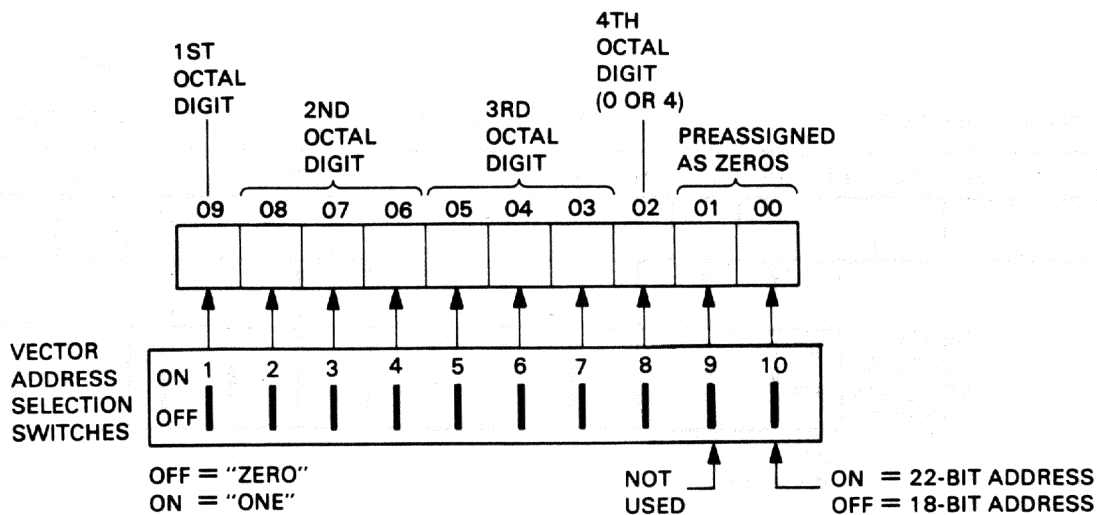 1ST
OCTAL
DIGIT
2ND
OCTAL
DIGIT
3RD
OCTAL
DIGIT
4TH
OCTAL
DIGIT
(0 OR 4)
PREASSIGNED
AS ZEROS
09 08 07 06 05 04 03 02 01 00
VECTOR
ADDRESS
SELECTION
SWITCHES
ON 1 2 3 4 5 6 7 8 9 10
OFF
OFF = "ZERO"
ON = "ONE"
NOT
USED
ON = 22-BIT ADDRESS
OFF = 18-BIT ADDRESS